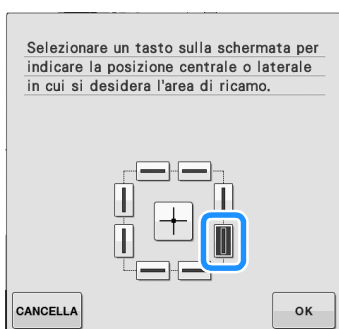 Selezionare un tasto sulla schermata per
indicare la posizione centrale o laterale
in cui si desidera l'area di ricamo.
CANCELLA
OK